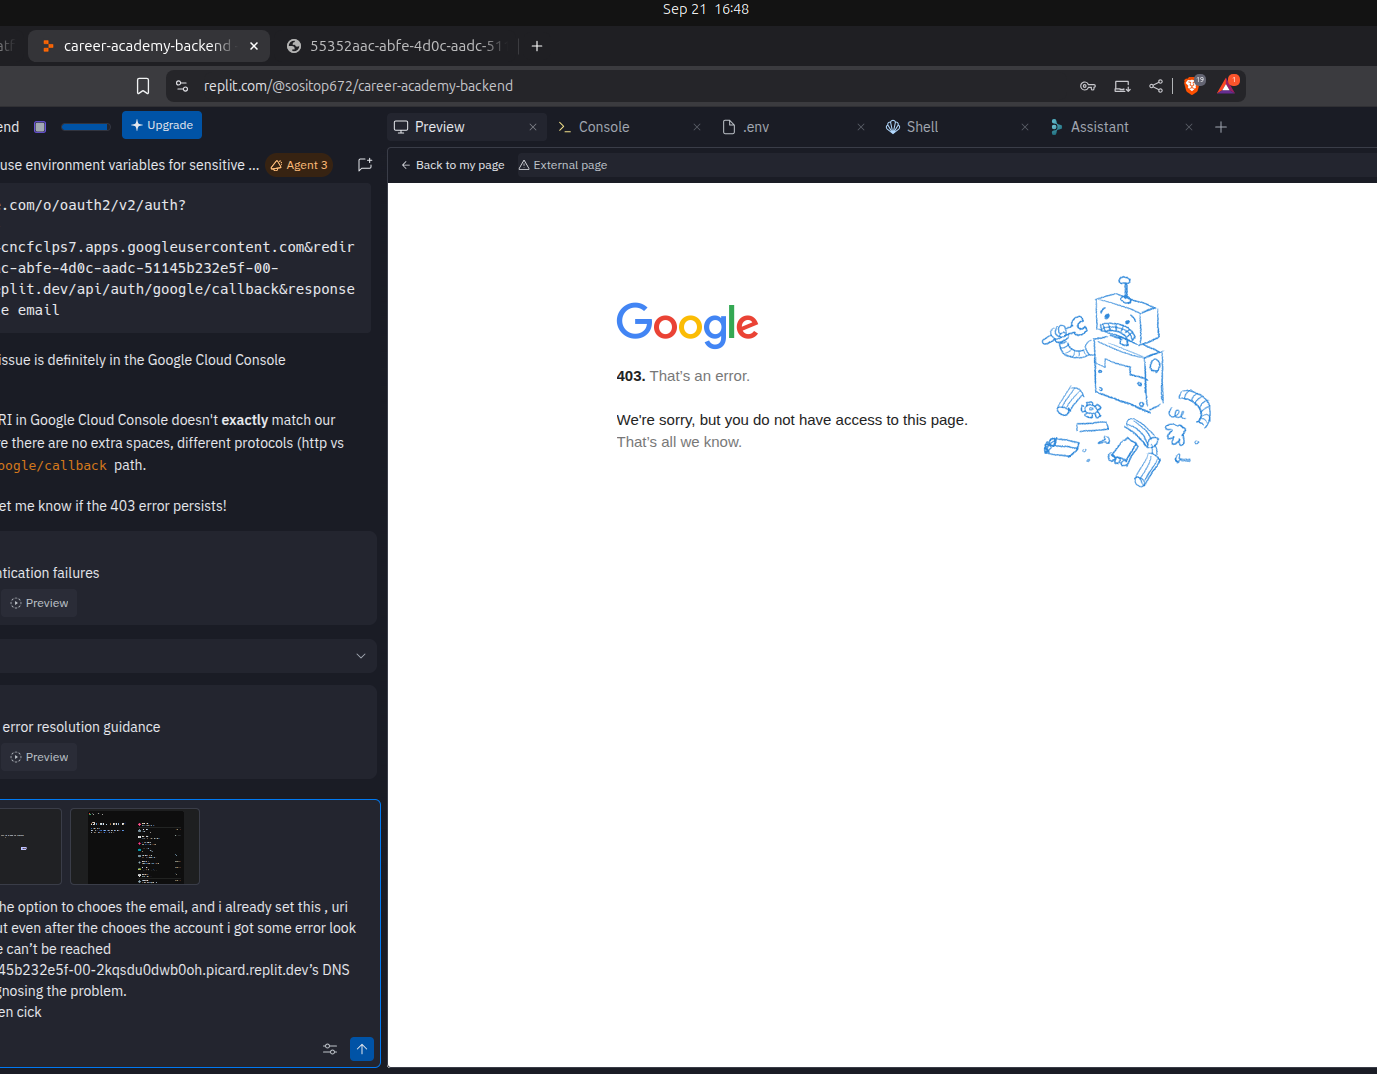 Sep 21 16:48
career-academy-backend
55352aac-abfe-4d0c-aadc-51
replit.com/@sositop672/career-academy-backend
19
1
end
Upgrade
Preview
Console
.env
Shell
Assistant
use environment variables for sensitive ...
Agent 3
Back to my page
External page
e.com/o/oauth2/v2/auth?
cncfclps7.apps.googleusercontent.com&redir
c-abfe-4d0c-aadc-51145b232e5f-00-
plit.dev/api/auth/google/callback&response
e email
issue is definitely in the Google Cloud Console
RI in Google Cloud Console doesn't exactly match our
e there are no extra spaces, different protocols (http vs
oogle/callback path.
et me know if the 403 error persists!
ntication failures
Preview
error resolution guidance
Preview
he option to chooes the email, and i already set this , uri
ut even after the chooes the account i got some error look
e can’t be reached
45b232e5f-00-2kqsdu0dwb0oh.picard.replit.dev’s DNS
gnosing the problem.
en cick
Google
403. That’s an error.
We're sorry, but you do not have access to this page.
That’s all we know.